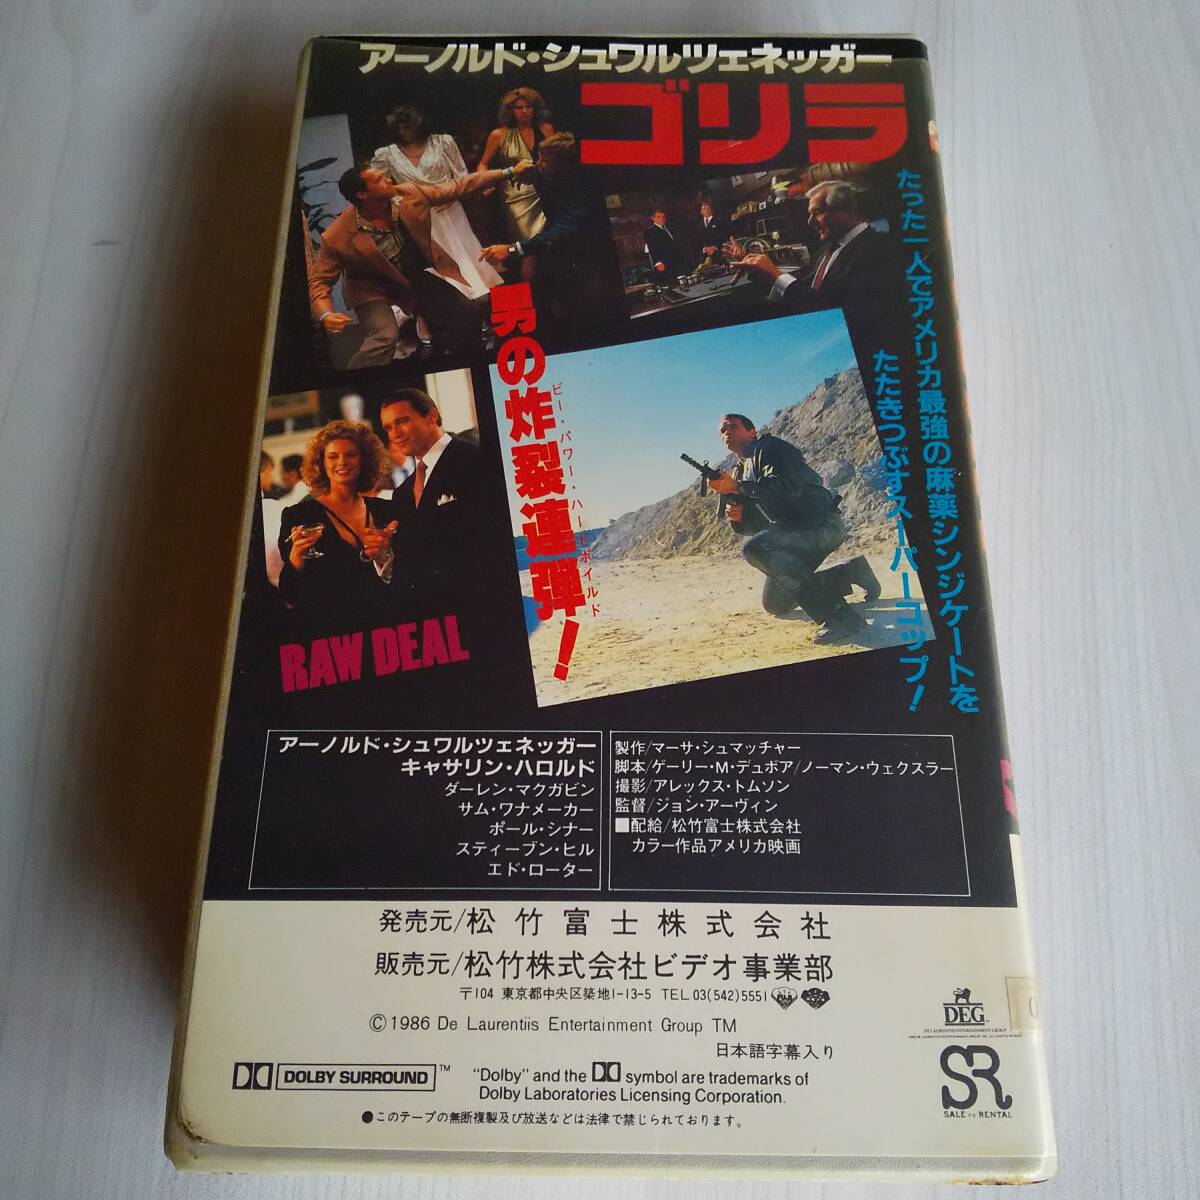 アーノルド・シュワルツェネッガー
ゴリラ
たった一人でアメリカ最強の麻薬シンジケートを
たたきつぶすスーパーコップ!
男の炸裂連弾!
ビー・パワー・ハードボイルド
RAW DEAL
アーノルド・シュワルツェネッガー
キャサリン・ハロルド
ダーレン・マクガビン
サム・ワナメーカー
ポール・シナー
スティーブン・ヒル
エド・ローター
製作/マーサ・シュマッチャー
脚本/ゲーリー・M・デュボア/ノーマン・ウェクスラー
撮影/アレックス・トムソン
監督/ジョン・アーヴィン
■配給/松竹富士株式会社
カラー作品アメリカ映画
発売元/松竹富士株式会社
販売元/松竹株式会社ビデオ事業部
〒104 東京都中央区築地1-13-5 TEL 03(542)5551
©1986 De Laurentiis Entertainment Group TM
日本語字幕入り
DOLBY SURROUND™
"Dolby" and the symbol are trademarks of
Dolby Laboratories Licensing Corporation.
●このテープの無断複製及び放送などは法律で禁じられております。
0
DEG™
DE LAURENTIIS ENTERTAINMENT GROUP
SR
SALE RENTAL